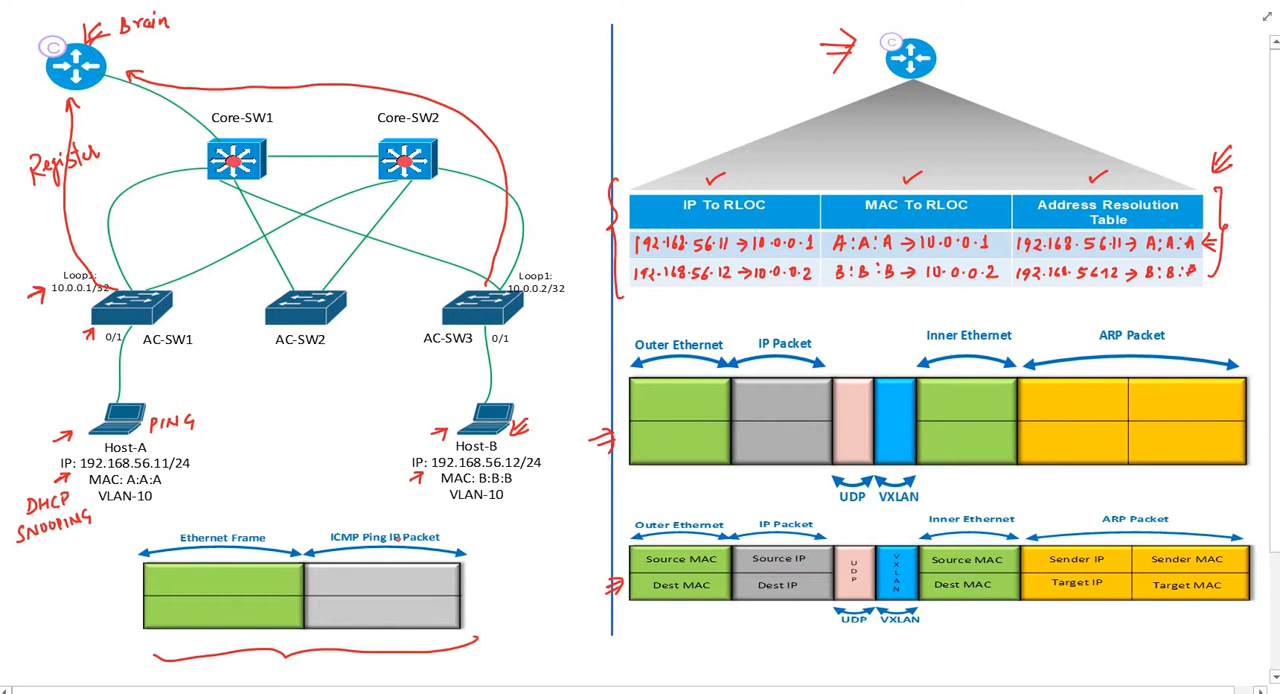 Brain
C
Core-SW1
Core-SW2
Register
Loop1:
10.0.0.1/32
Loop1:
10.0.0.2/32
0/1
AC-SW1
AC-SW2
AC-SW3
0/1
PING
Host-A
IP: 192.168.56.11/24
MAC: A:A:A
VLAN-10
DHCP
SNOOPING
Host-B
IP: 192.168.56.12/24
MAC: B:B:B
VLAN-10
Ethernet Frame
ICMP Ping IP Packet
C
IP To RLOC
MAC To RLOC
Address Resolution
Table
192.168.56.11→10.0.0.1
A:A:A→10.0.0.1
192.168.56.11→A:A:A
192.168.56.12→10.0.0.2
B:B:B→10.0.0.2
192.168.5612→B:B:B
Outer Ethernet
IP Packet
Inner Ethernet
ARP Packet
UDP
VXLAN
Outer Ethernet
IP Packet
Inner Ethernet
ARP Packet
Source MAC
Source IP
UDP
VXLAN
Source MAC
Sender IP
Sender MAC
Dest MAC
Dest IP
Dest MAC
Target IP
Target MAC
UDP
VXLAN